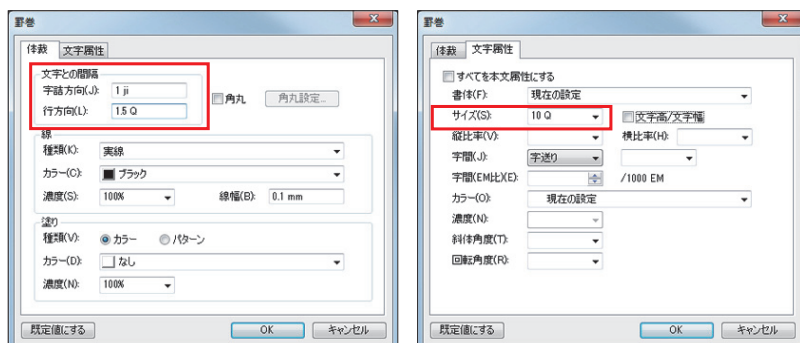 罫巻
体裁 文字属性
文字との間隔
字詰方向(J): 1 ji
行方向(L): 1.5 Q
角丸 角丸設定...
線
種類(K): 実線
カラー(C): ブラック
濃度(S): 100% 線幅(B): 0.1 mm
塗り
種類(V): カラー パターン
カラー(D): なし
濃度(N): 100%
既定値にする OK キャンセル
罫巻
体裁 文字属性
すべてを本文属性にする
書体(F): 現在の設定
サイズ(S): 10 Q 文字高/文字幅
縦比率(V): 横比率(H):
字間(J): 字送り
字間(EM比)(E): /1000 EM
カラー(O): 現在の設定
濃度(N):
斜体角度(T):
回転角度(R):
既定値にする OK キャンセル